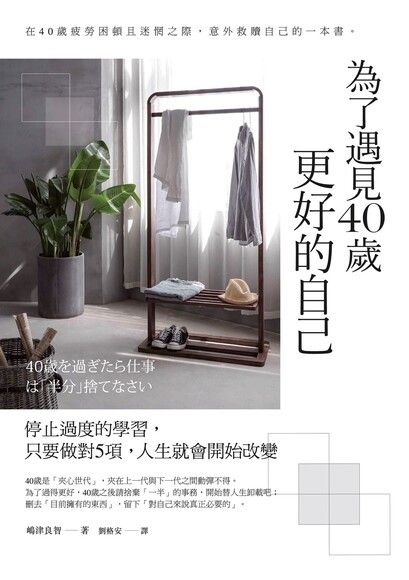 在40歲疲勞困頓且迷惘之際，意外救贖自己的一本書。
為了遇見40歲
更好的自己
40歲を過ぎたら仕事
は「半分」捨てなさい
停止過度的學習，
只要做對5項，人生就會開始改變
40歲是「夾心世代」，夾在上一代與下一代之間動彈不得。
為了過得更好，40歲之後請捨棄「一半」的事務，開始替人生卸載吧；
刪去「目前擁有的東西」，留下「對自己來說真正必要的」。
嶋津良智——著 劉格安——譯